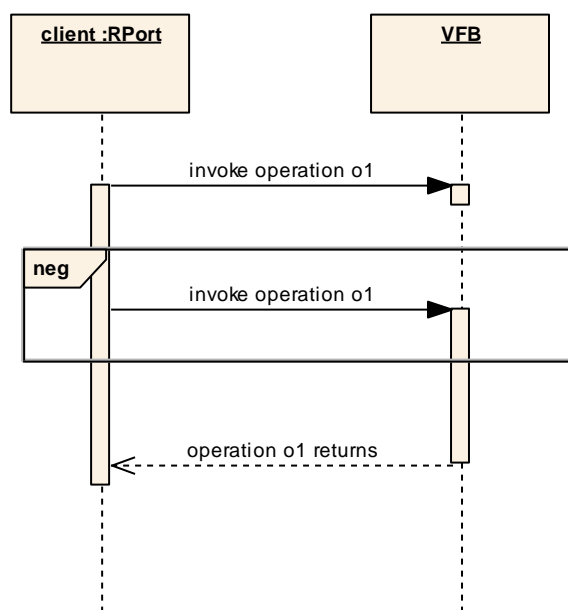 client :RPort
VFB
invoke operation o1
neg
invoke operation o1
operation o1 returns